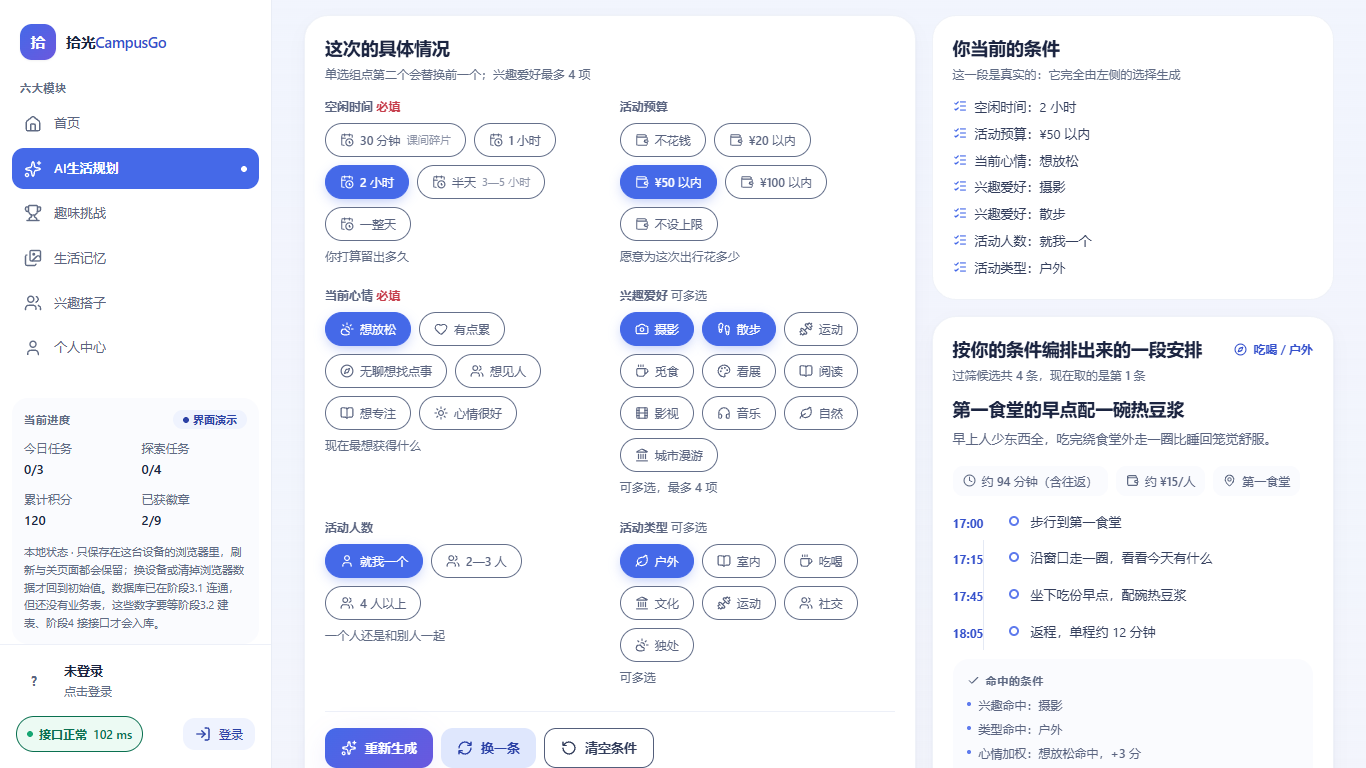 拾 拾光CampusGo
六大模块
首页
AI生活规划
趣味挑战
生活记忆
兴趣搭子
个人中心
当前进度 界面演示
今日任务 探索任务
0/3 0/4
累计积分 已获徽章
120 2/9
本地状态 · 只保存在这台设备的浏览器里，刷
新与关页面都会保留；换设备或清掉浏览器数
据才回到初始值。数据库已在阶段3.1 连通，
但还没有业务表，这些数字要等阶段3.2 建
表、阶段4 接接口才会入库。
? 未登录
点击登录
接口正常 102 ms 登录
这次的具体情况
单选组点第二个会替换前一个；兴趣爱好最多 4 项
空闲时间 必填
30 分钟 课间碎片 1 小时
2 小时 半天 3—5 小时
一整天
你打算留出多久
活动预算
不花钱 ¥20 以内
¥50 以内 ¥100 以内
不设上限
愿意为这次出行花多少
当前心情 必填
想放松 有点累
无聊想找点事 想见人
想专注 心情很好
现在最想获得什么
兴趣爱好 可多选
摄影 散步 运动
觅食 看展 阅读
影视 音乐 自然
城市漫游
可多选，最多 4 项
活动人数
就我一个 2—3 人
4 人以上
一个人还是和别人一起
活动类型 可多选
户外 室内 吃喝
文化 运动 社交
独处
可多选
重新生成 换一条 清空条件
你当前的条件
这一段是真实的：它完全由左侧的选择生成
空闲时间：2 小时
活动预算：¥50 以内
当前心情：想放松
兴趣爱好：摄影
兴趣爱好：散步
活动人数：就我一个
活动类型：户外
按你的条件编排出来的一段安排 吃喝 / 户外
过筛候选共 4 条，现在取的是第 1 条
第一食堂的早点配一碗热豆浆
早上人少东西全，吃完绕食堂外走一圈比睡回笼觉舒服。
约 94 分钟（含往返） 约 ¥15/人 第一食堂
17:00 步行到第一食堂
17:15 沿窗口走一圈，看看今天有什么
17:45 坐下吃份早点，配碗热豆浆
18:05 返程，单程约 12 分钟
命中的条件
兴趣命中：摄影
类型命中：户外
心情加权：想放松命中，+3 分